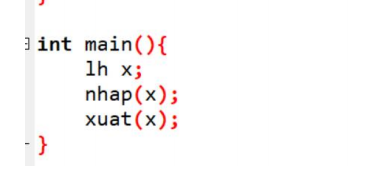 int main(){
    lh x;
    nhap(x);
    xuat(x);
}